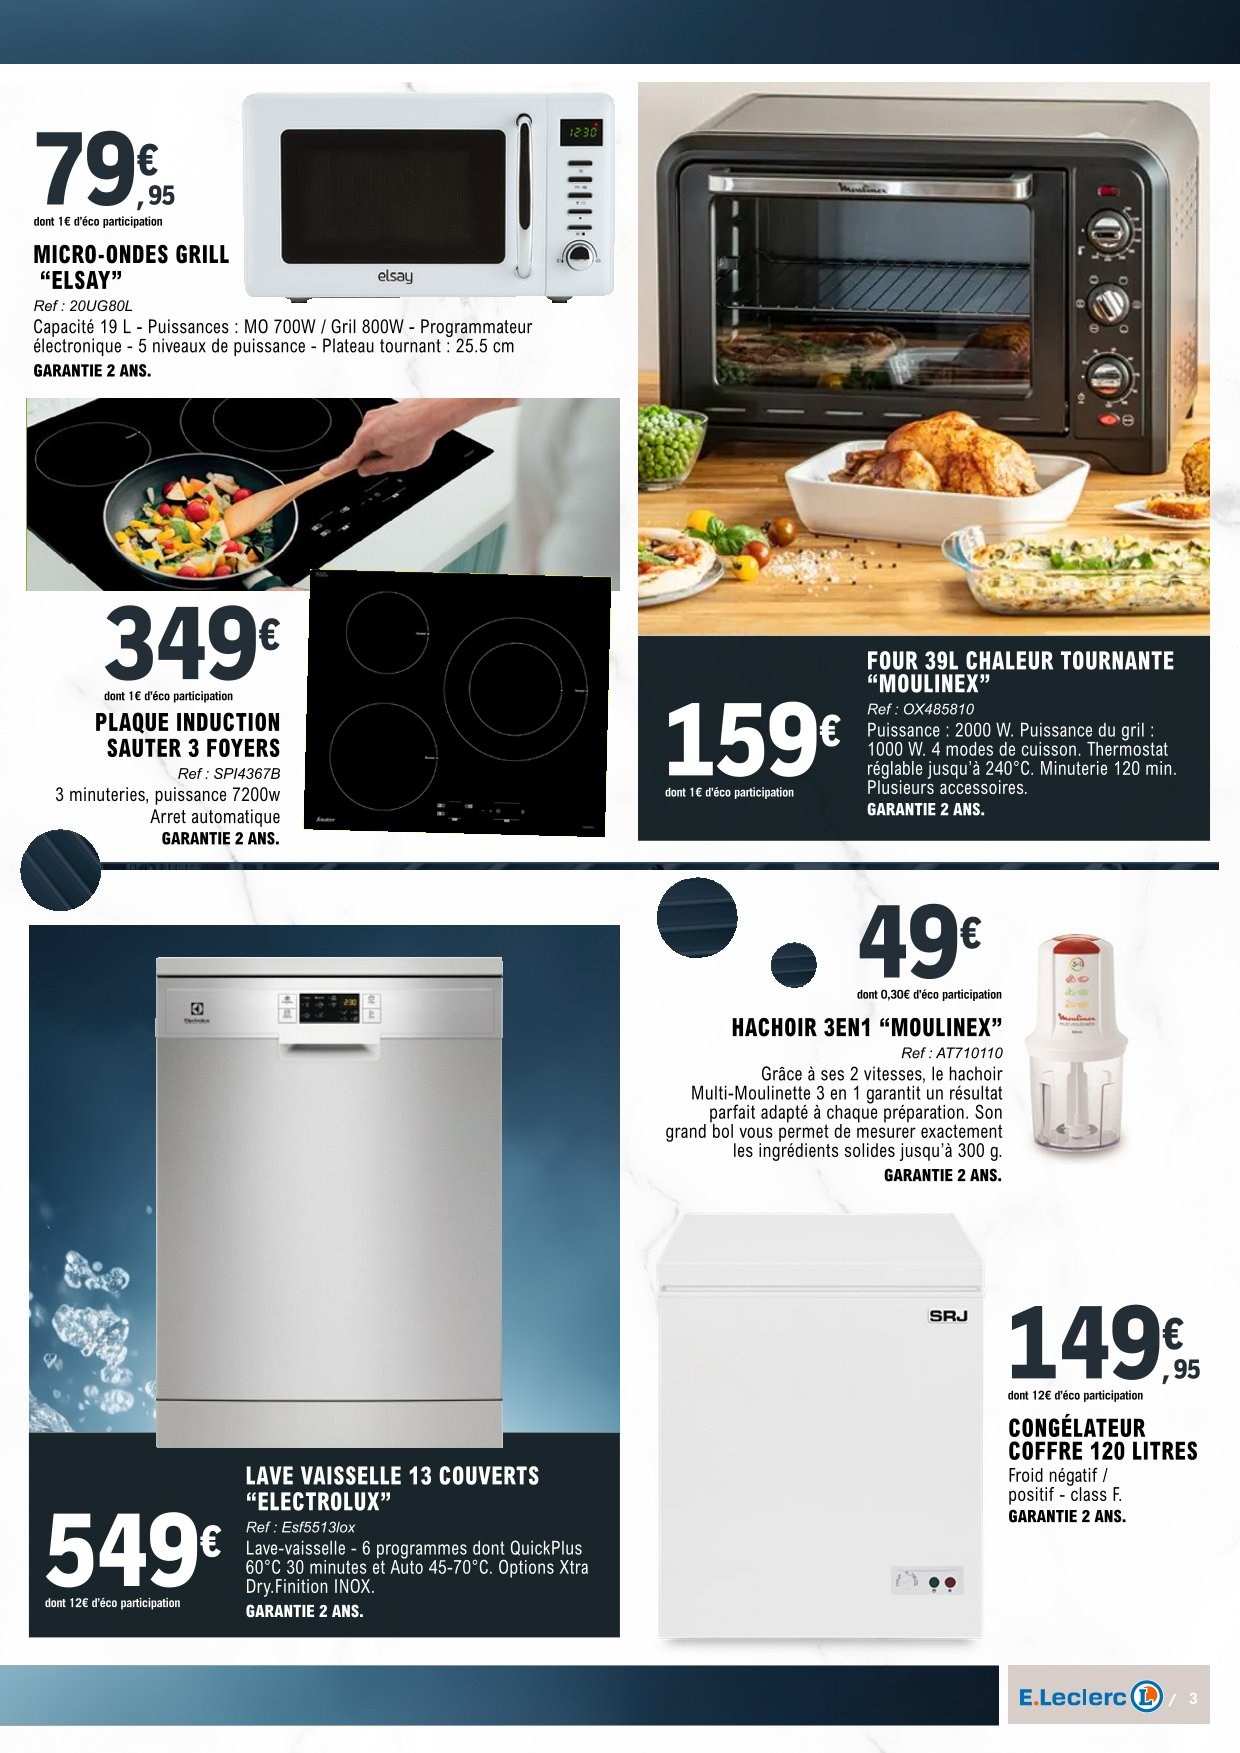 79€,95
dont 1€ d'éco participation
MICRO-ONDES GRILL
“ELSAY”
Ref : 20UG80L
Capacité 19 L - Puissances : MO 700W / Gril 800W - Programmateur
électronique - 5 niveaux de puissance - Plateau tournant : 25.5 cm
GARANTIE 2 ANS.
12:30
elsay
Moulinex
349€
dont 1€ d'éco participation
PLAQUE INDUCTION
SAUTER 3 FOYERS
Ref : SPI4367B
3 minuteries, puissance 7200w
Arret automatique
GARANTIE 2 ANS.
159€
dont 1€ d'éco participation
FOUR 39L CHALEUR TOURNANTE
“MOULINEX”
Ref : OX485810
Puissance : 2000 W. Puissance du gril :
1000 W. 4 modes de cuisson. Thermostat
réglable jusqu'à 240°C. Minuterie 120 min.
Plusieurs accessoires.
GARANTIE 2 ANS.
Electrolux
549€
dont 12€ d'éco participation
LAVE VAISSELLE 13 COUVERTS
“ELECTROLUX”
Ref : Esf5513lox
Lave-vaisselle - 6 programmes dont QuickPlus
60°C 30 minutes et Auto 45-70°C. Options Xtra
Dry.Finition INOX.
GARANTIE 2 ANS.
49€
dont 0,30€ d'éco participation
HACHOIR 3EN1 “MOULINEX”
Ref : AT710110
Grâce à ses 2 vitesses, le hachoir
Multi-Moulinette 3 en 1 garantit un résultat
parfait adapté à chaque préparation. Son
grand bol vous permet de mesurer exactement
les ingrédients solides jusqu'à 300 g.
GARANTIE 2 ANS.
Moulinex
SRJ
149€,95
dont 12€ d'éco participation
CONGÉLATEUR
COFFRE 120 LITRES
Froid négatif /
positif - class F.
GARANTIE 2 ANS.
E.Leclerc L / 3